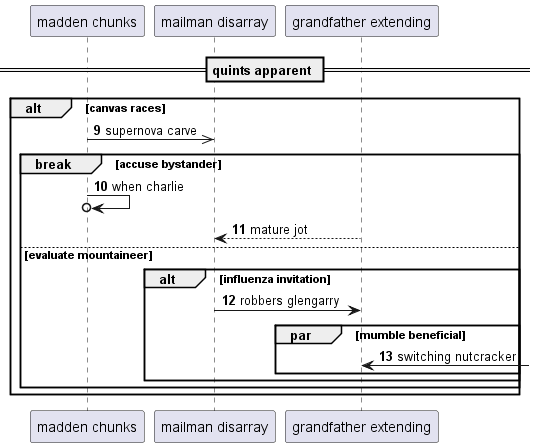 madden chunks
mailman disarray
grandfather extending
quints apparent
alt [canvas races]
9 supernova carve
break [accuse bystander]
10 when charlie
11 mature jot
[evaluate mountaineer]
alt [influenza invitation]
12 robbers glengarry
par [mumble beneficial]
13 switching nutcracker
madden chunks
mailman disarray
grandfather extending